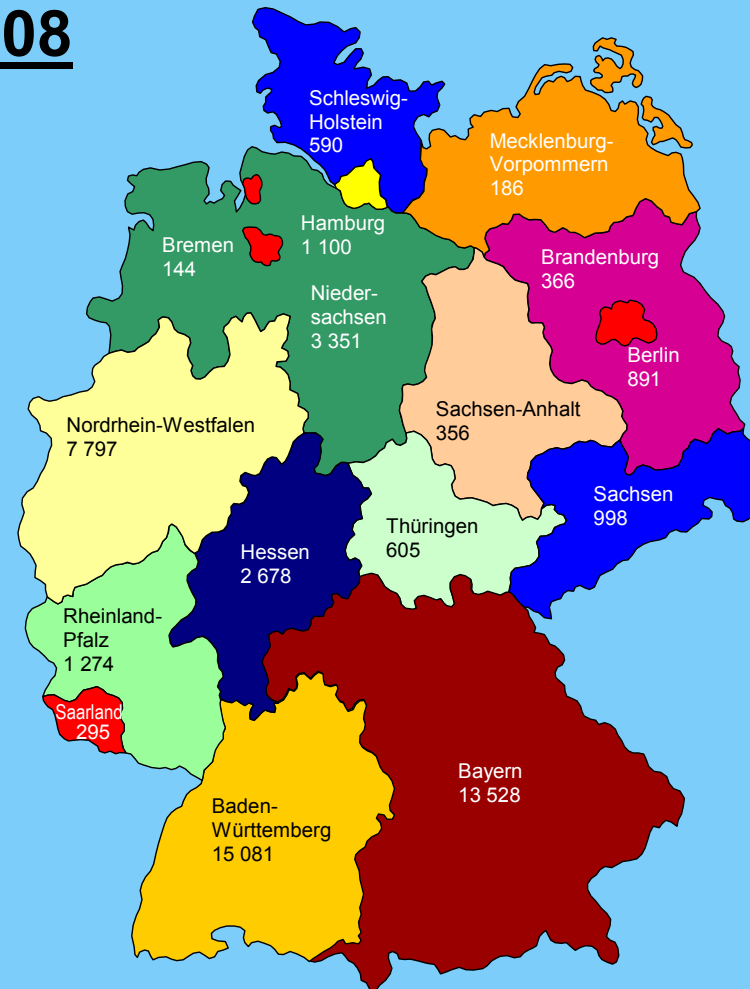 08
Schleswig-
Holstein
590
Mecklenburg-
Vorpommern
186
Hamburg
1 100
Bremen
144
Brandenburg
366
Nieder-
sachsen
3 351
Berlin
891
Sachsen-Anhalt
356
Nordrhein-Westfalen
7 797
Sachsen
998
Thüringen
605
Hessen
2 678
Rheinland-
Pfalz
1 274
Saarland
295
Bayern
13 528
Baden-
Württemberg
15 081